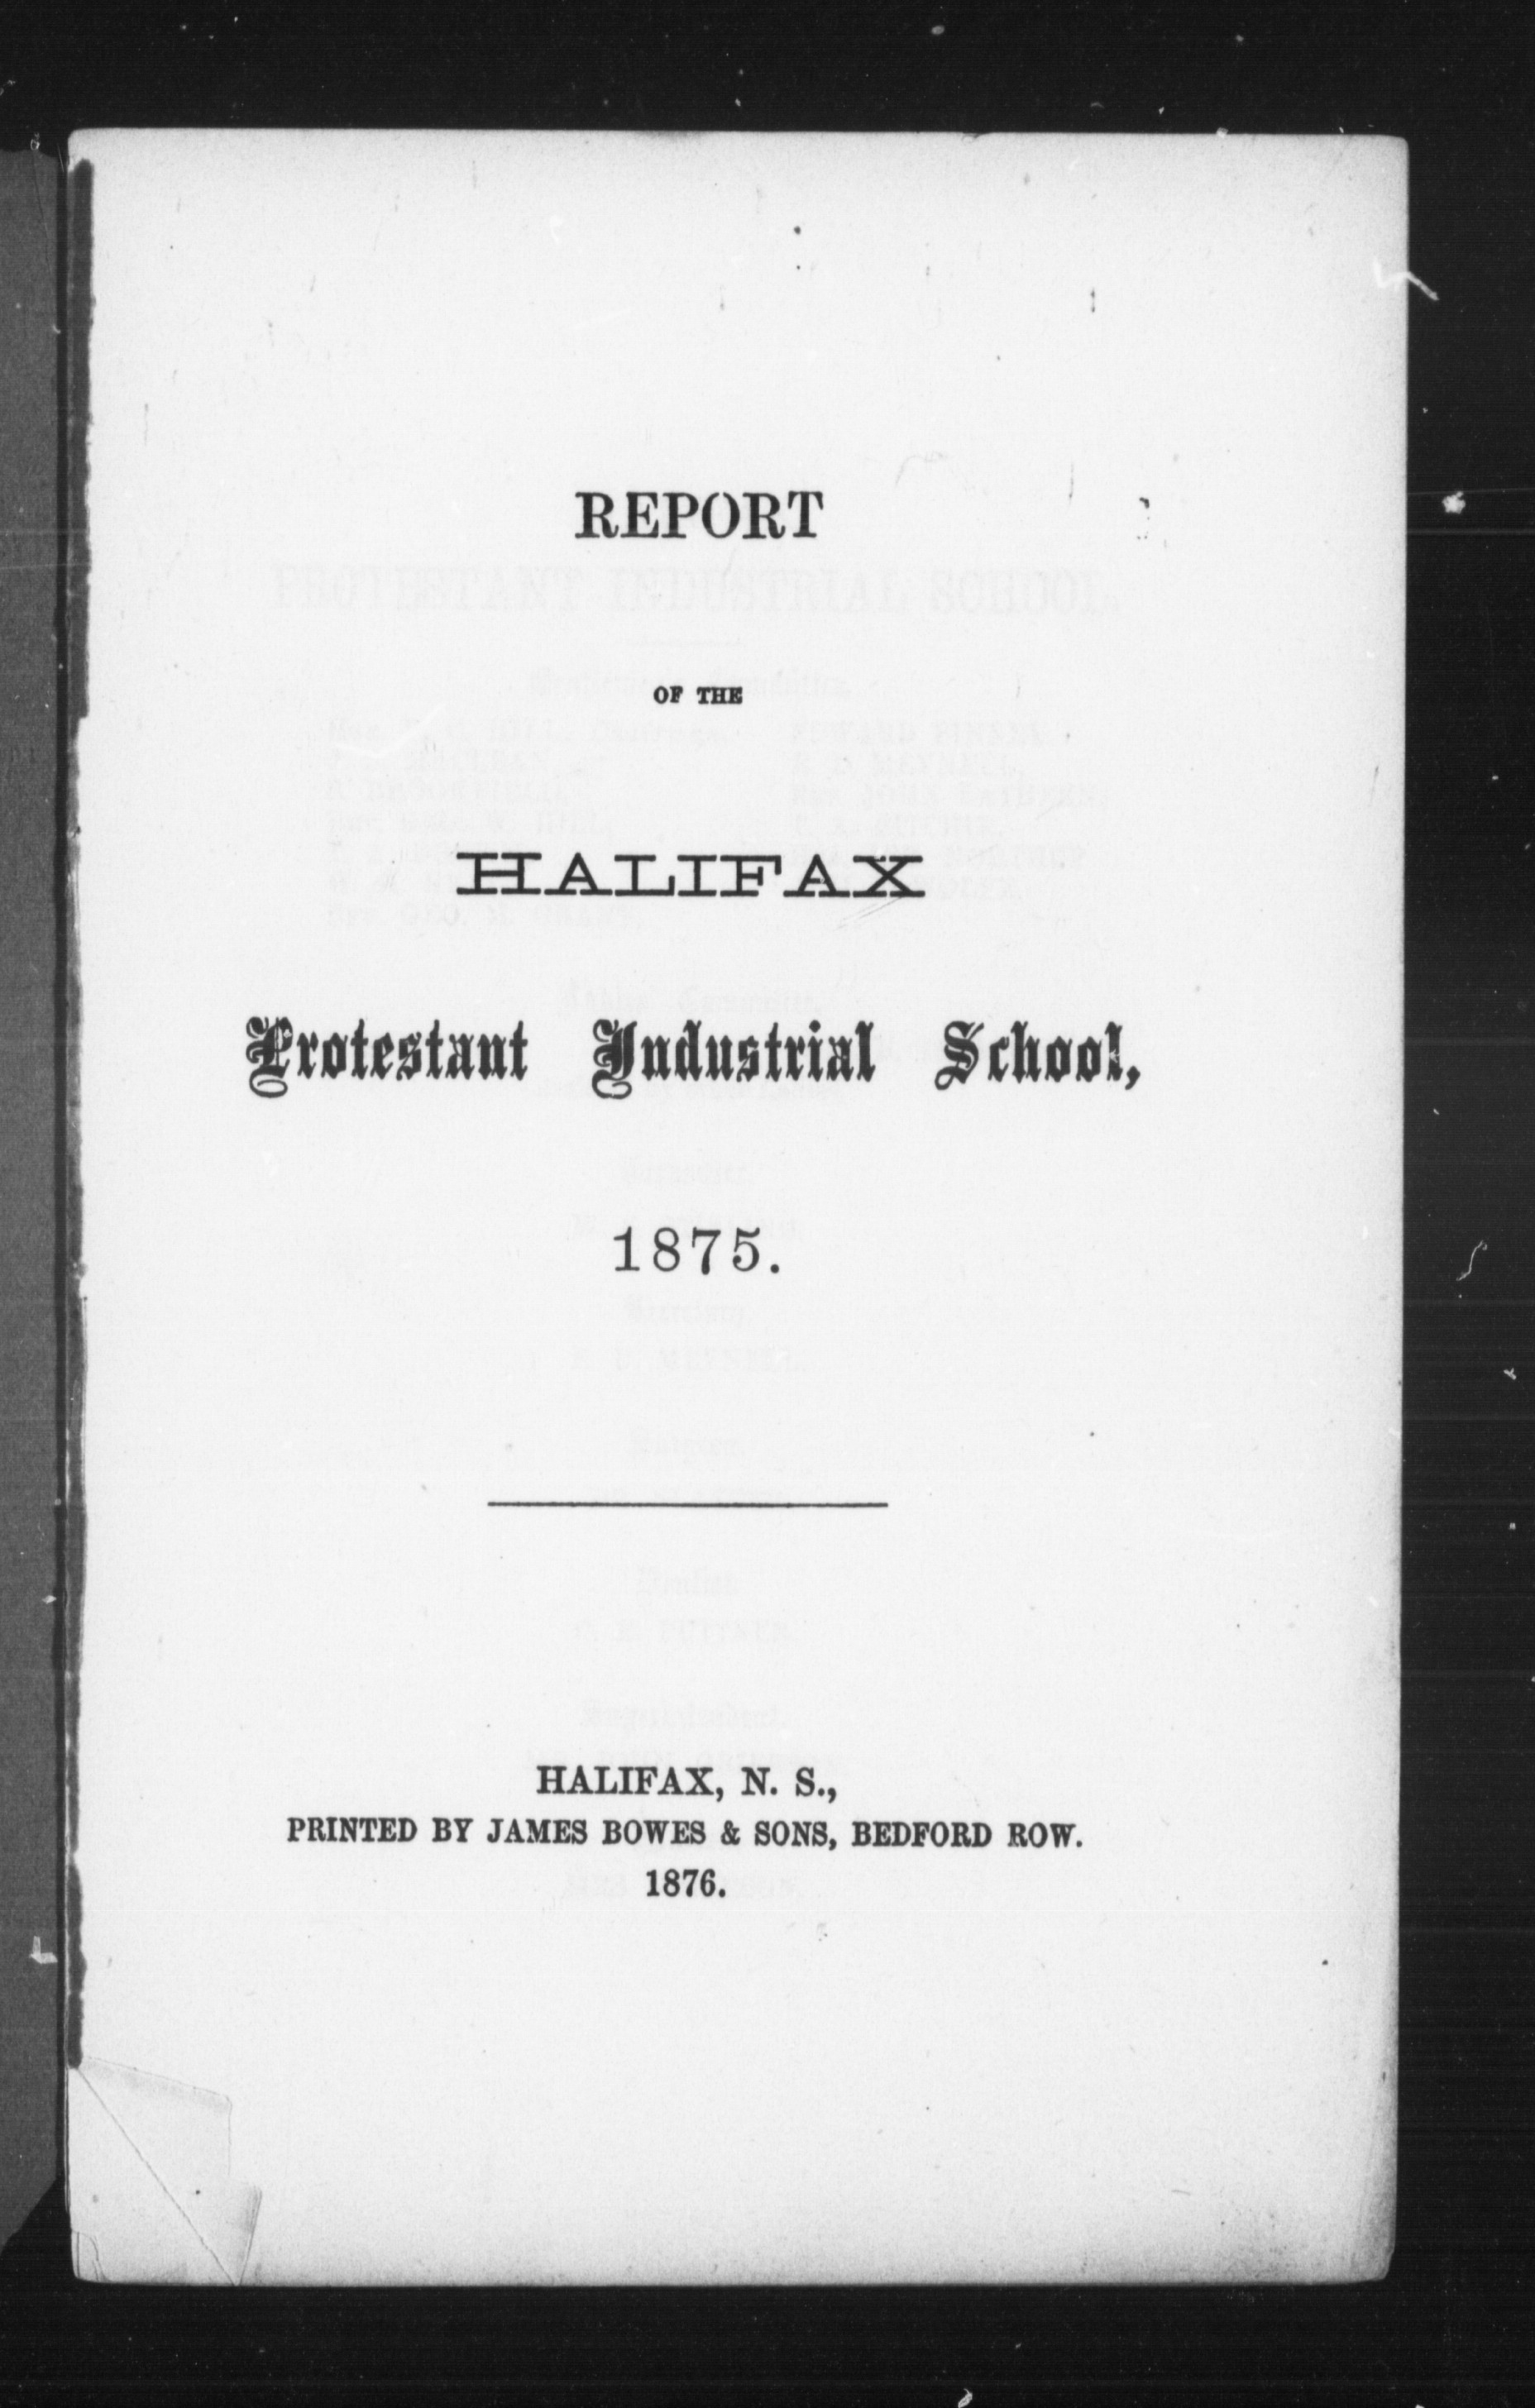 REPORT
OF THE
HALIFAX
Protestant Industrial School,
1875.
HALIFAX, N. S.,
PRINTED BY JAMES BOWES & SONS, BEDFORD ROW.
1876.